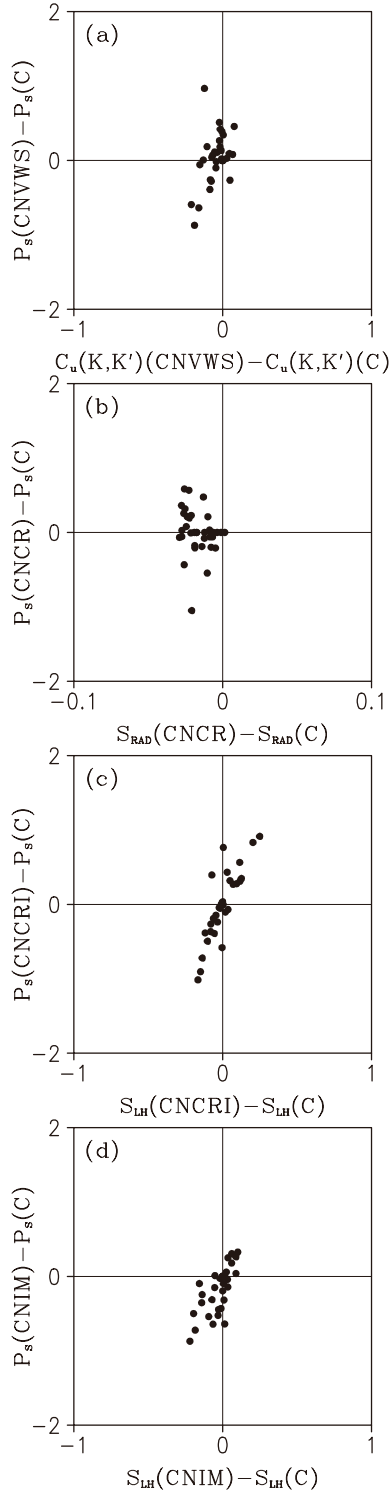 2
(a)
Ps(CNVWS)−Ps(C)
0
−2
−1 0 1
Cu(K,K′)(CNVWS)−Cu(K,K′)(C)
2
(b)
Ps(CNCR)−Ps(C)
0
−2
−0.1 0 0.1
SRAD(CNCR)−SRAD(C)
2
(c)
Ps(CNCRI)−Ps(C)
0
−2
−1 0 1
SLH(CNCRI)−SLH(C)
2
(d)
Ps(CNIM)−Ps(C)
0
−2
−1 0 1
SLH(CNIM)−SLH(C)